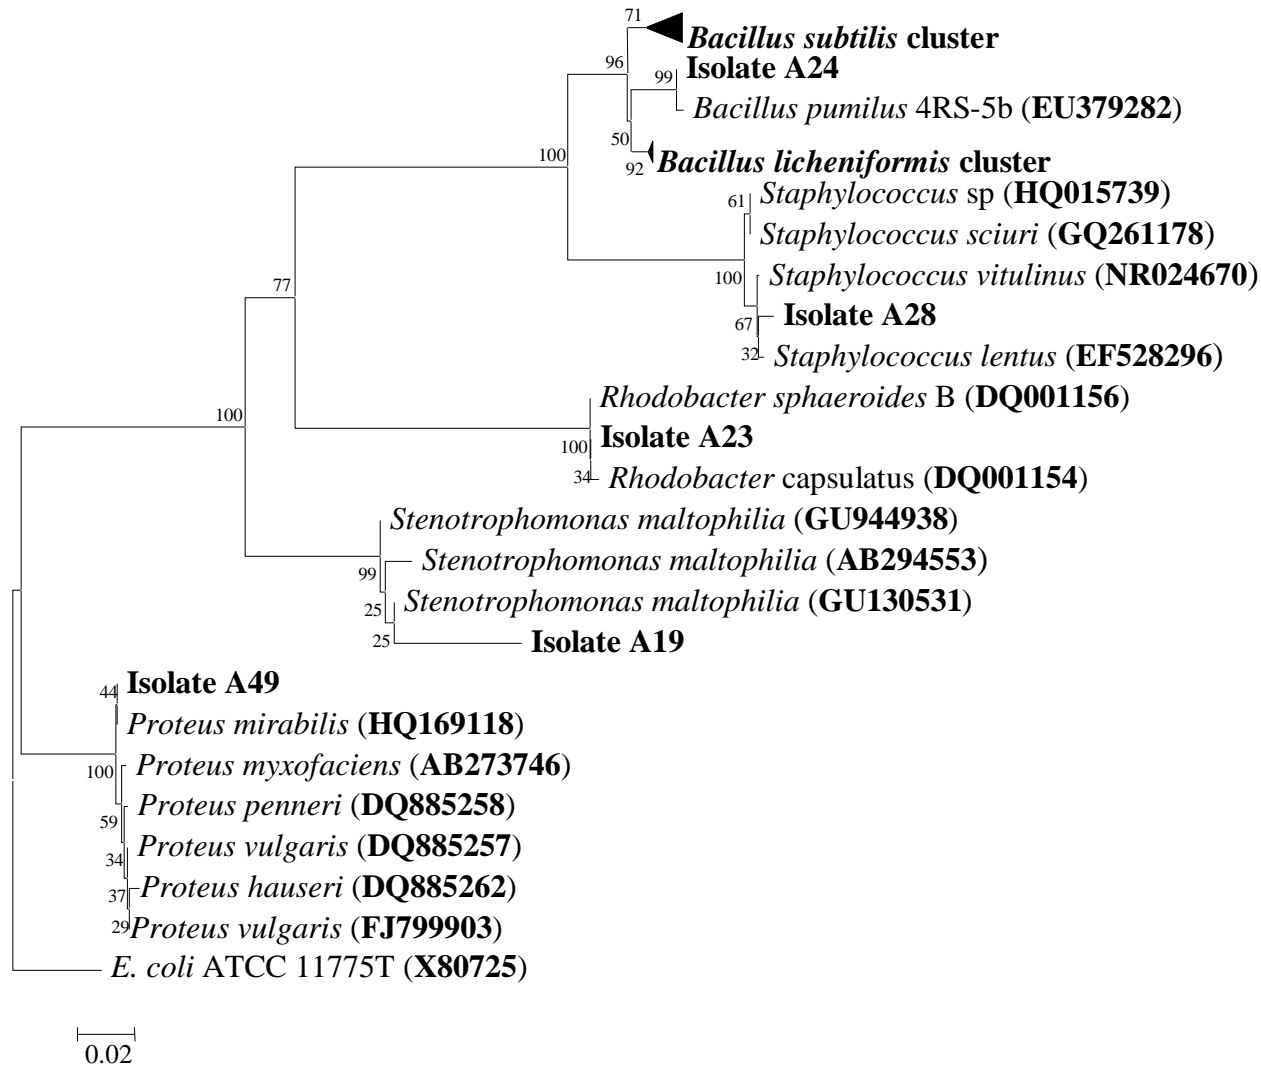 71
Bacillus subtilis cluster
96
99
Isolate A24
Bacillus pumilus 4RS-5b (EU379282)
50
100
92
Bacillus licheniformis cluster
61
Staphylococcus sp (HQ015739)
Staphylococcus sciuri (GQ261178)
100
Staphylococcus vitulinus (NR024670)
77
67
Isolate A28
32
Staphylococcus lentus (EF528296)
Rhodobacter sphaeroides B (DQ001156)
100
100
Isolate A23
34
Rhodobacter capsulatus (DQ001154)
Stenotrophomonas maltophilia (GU944938)
99
Stenotrophomonas maltophilia (AB294553)
25
Stenotrophomonas maltophilia (GU130531)
25
Isolate A19
44
Isolate A49
Proteus mirabilis (HQ169118)
100
Proteus myxofaciens (AB273746)
59
Proteus penneri (DQ885258)
34
Proteus vulgaris (DQ885257)
37
Proteus hauseri (DQ885262)
29
Proteus vulgaris (FJ799903)
E. coli ATCC 11775T (X80725)
0.02